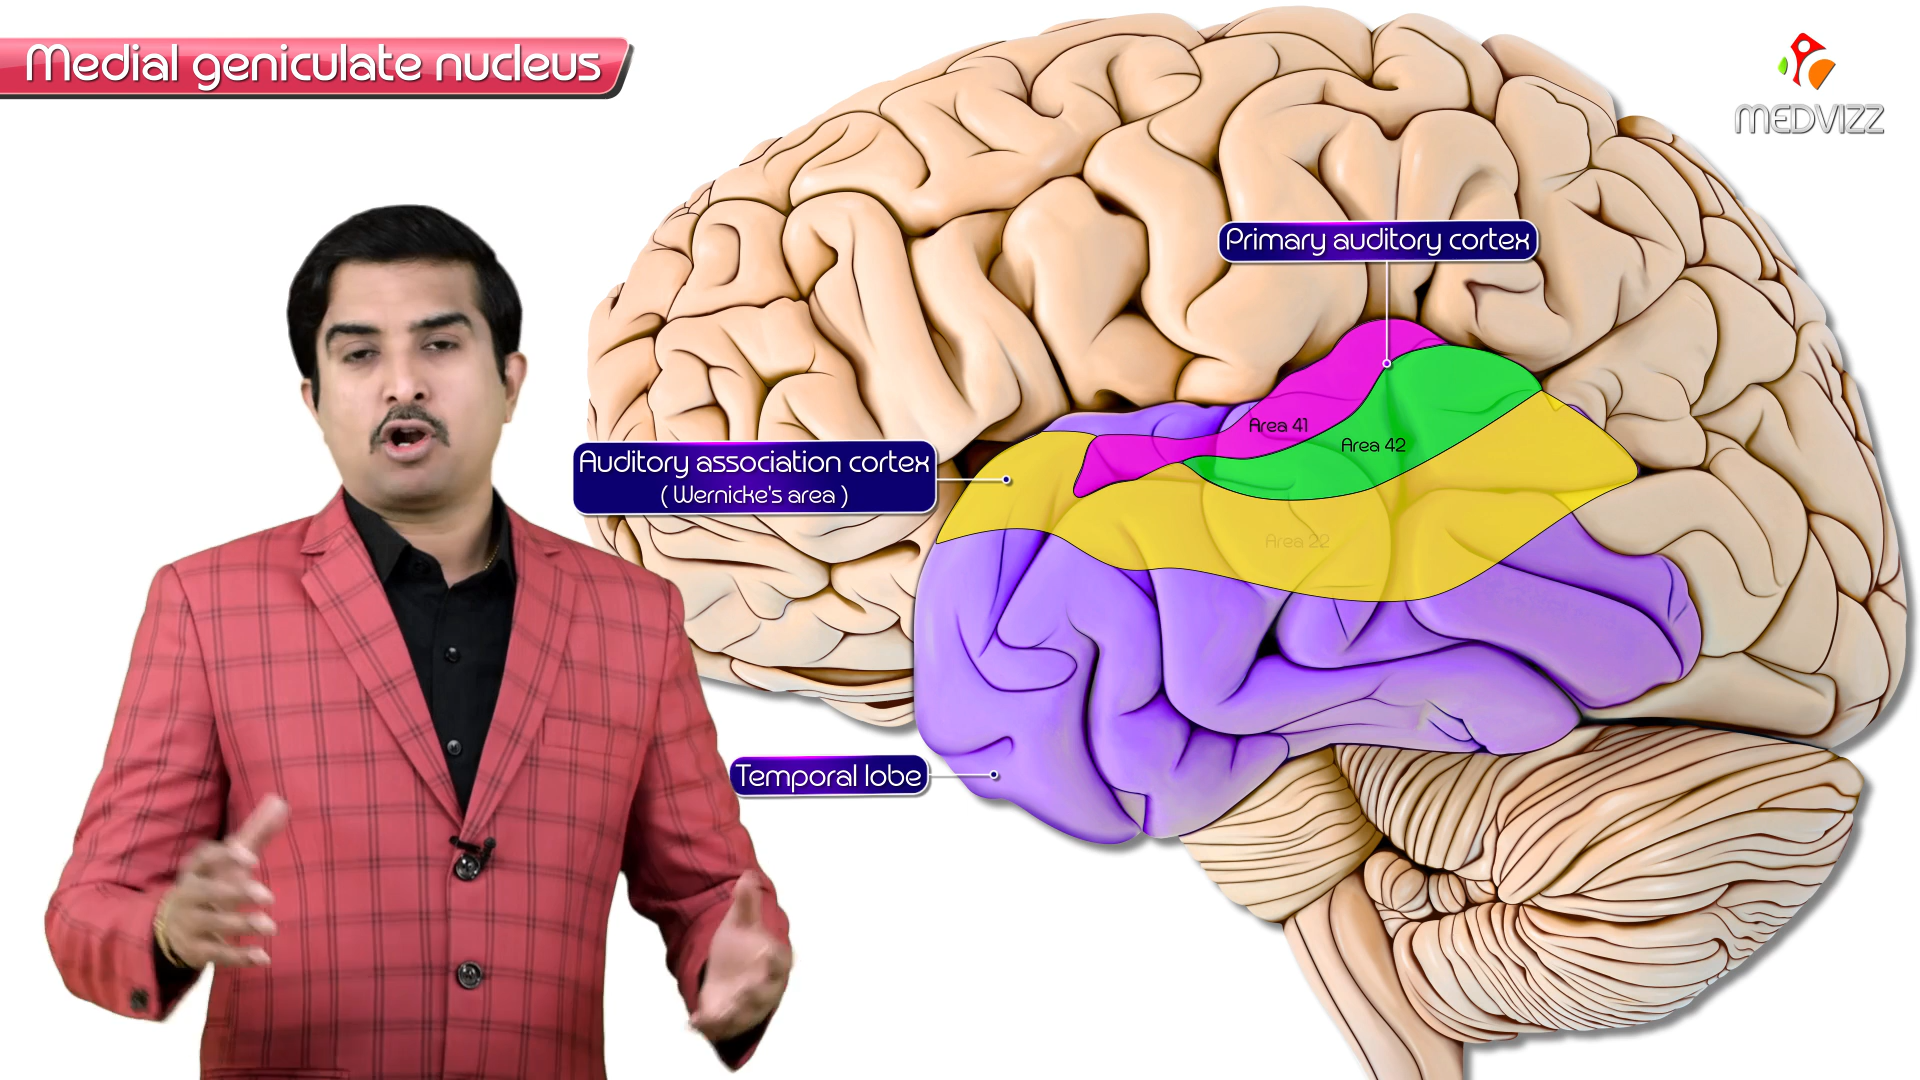 Medial geniculate nucleus
MEDVIZZ
Primary auditory cortex
Area 41
Area 42
Auditory association cortex
( Wernicke's area )
Area 22
Temporal lobe